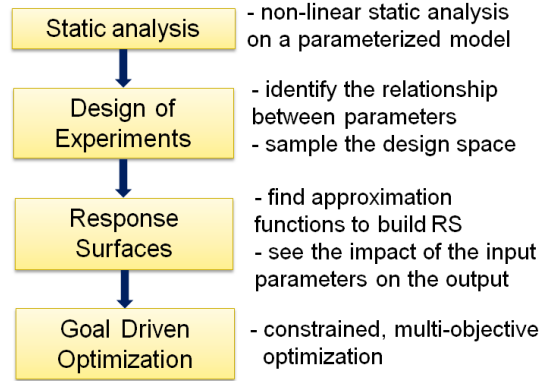 Static analysis
- non-linear static analysis
on a parameterized model
Design of
Experiments
- identify the relationship
between parameters
- sample the design space
Response
Surfaces
- find approximation
functions to build RS
- see the impact of the input
parameters on the output
Goal Driven
Optimization
- constrained, multi-objective
optimization